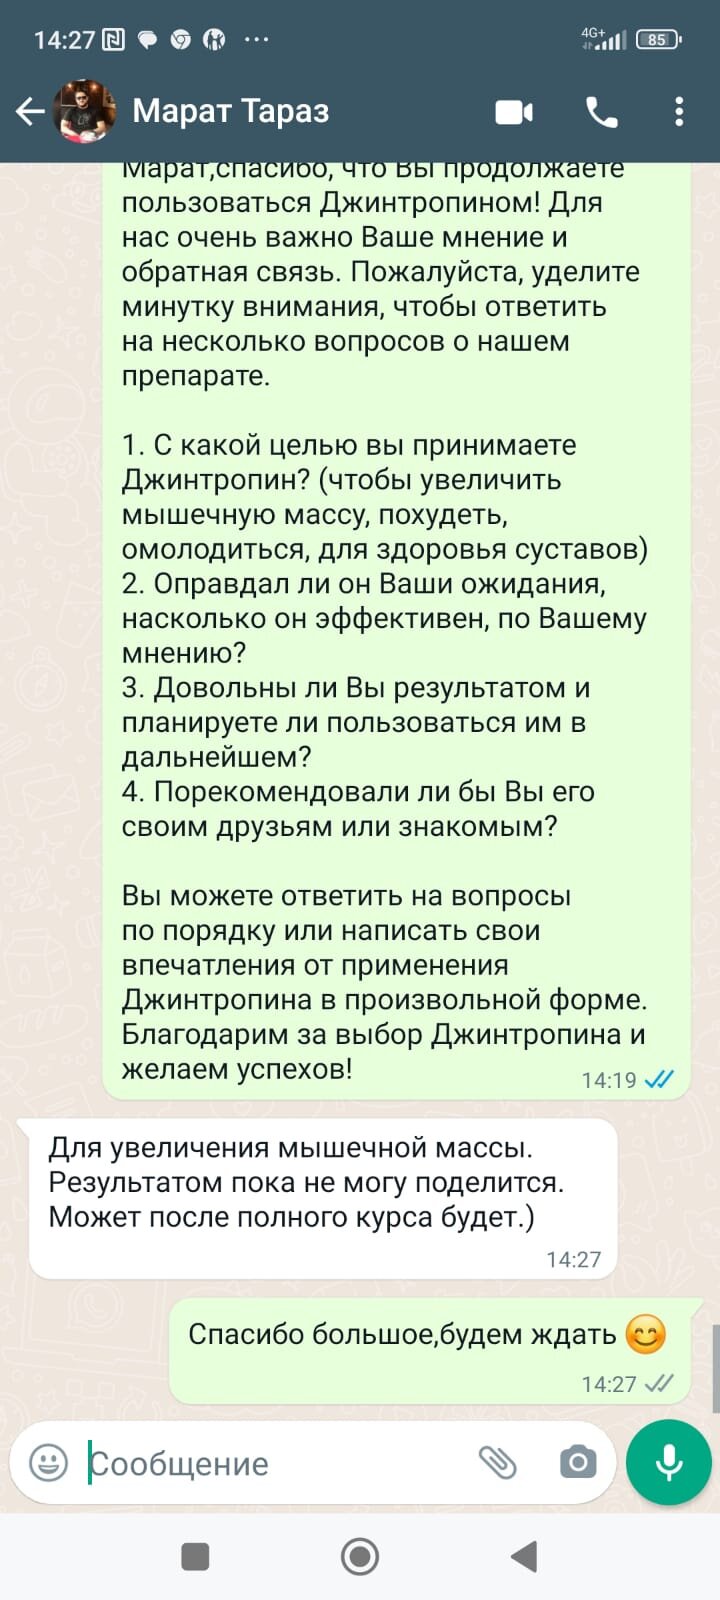 14:27
4G+
85
Марат Тараз
Марат,спасибо, что Вы продолжаете
пользоваться Джинтропином! Для
нас очень важно Ваше мнение и
обратная связь. Пожалуйста, уделите
минутку внимания, чтобы ответить
на несколько вопросов о нашем
препарате.
1. С какой целью вы принимаете
Джинтропин? (чтобы увеличить
мышечную массу, похудеть,
омолодиться, для здоровья суставов)
2. Оправдал ли он Ваши ожидания,
насколько он эффективен, по Вашему
мнению?
3. Довольны ли Вы результатом и
планируете ли пользоваться им в
дальнейшем?
4. Порекомендовали ли бы Вы его
своим друзьям или знакомым?
Вы можете ответить на вопросы
по порядку или написать свои
впечатления от применения
Джинтропина в произвольной форме.
Благодарим за выбор Джинтропина и
желаем успехов!
14:19
Для увеличения мышечной массы.
Результатом пока не могу поделится.
Может после полного курса будет.)
14:27
Спасибо большое,будем ждать 😊
14:27
Сообщение